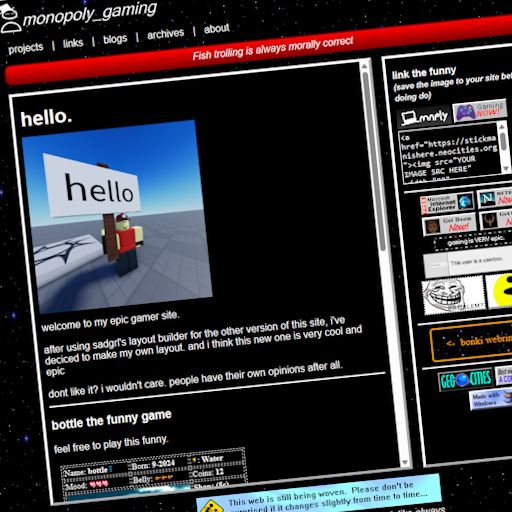 monopoly_gaming
projects | links | blogs | archives | about
Fish trolling is always morally correct
hello.
hello
welcome to my epic gamer site.
after using sadgrl's layout builder for the other version of this site, i've
deciced to make my own layout. and i think this new one is very cool and
epic
dont like it? i wouldn't care. people have their own opinions after all.
bottle the funny game
feel free to play this funny.
Name: bottle
Born: 9-2024
: Water
Mood:
Belly:
Coins: 12
link the funny
(save the image to your site
doing do)
mnply
Gaming
NOW!
<a
href="https://stickm
anishere.neocities.org
"><img src="YOUR
IMAGE SRC HERE"
Microsoft
Internet
Explorer
Now!
Get Doom
Now!
Now!
gaming is VERY epic.
This user is a userbox.
PROBLEM?
<- bonki webrin
GEOCITIES
Made with
Windows
This web is still being woven. Please don't be
surprised if it changes slightly from time to time...